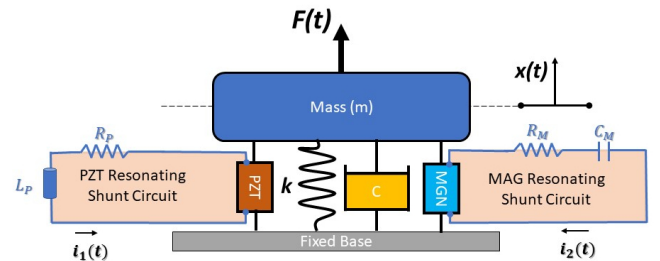 F(t)
x(t)
Mass (m)
R_P
R_M
C_M
L_P
PZT Resonating
Shunt Circuit
PZT
k
C
MGN
MAG Resonating
Shunt Circuit
i_1(t)
Fixed Base
i_2(t)